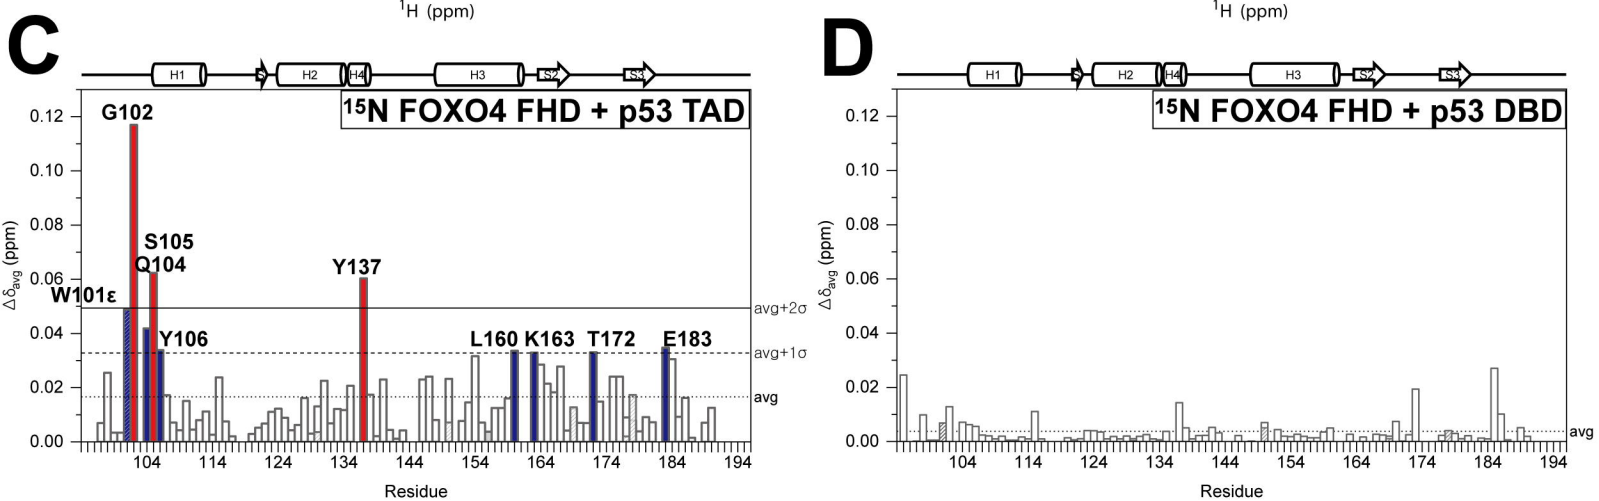 ¹H (ppm)
¹H (ppm)
C
D
H1 S1 H2 H4 H3 S2 S3
H1 S1 H2 H4 H3 S2 S3
¹⁵N FOXO4 FHD + p53 TAD
¹⁵N FOXO4 FHD + p53 DBD
G102
S105
Q104
Y137
W101ε
Y106
L160 K163 T172 E183
avg+2σ
avg+1σ
avg
avg
Δδavg (ppm)
0.12
0.10
0.08
0.06
0.04
0.02
0.00
104 114 124 134 144 154 164 174 184 194
Residue
Δδavg (ppm)
0.12
0.10
0.08
0.06
0.04
0.02
0.00
104 114 124 134 144 154 164 174 184 194
Residue